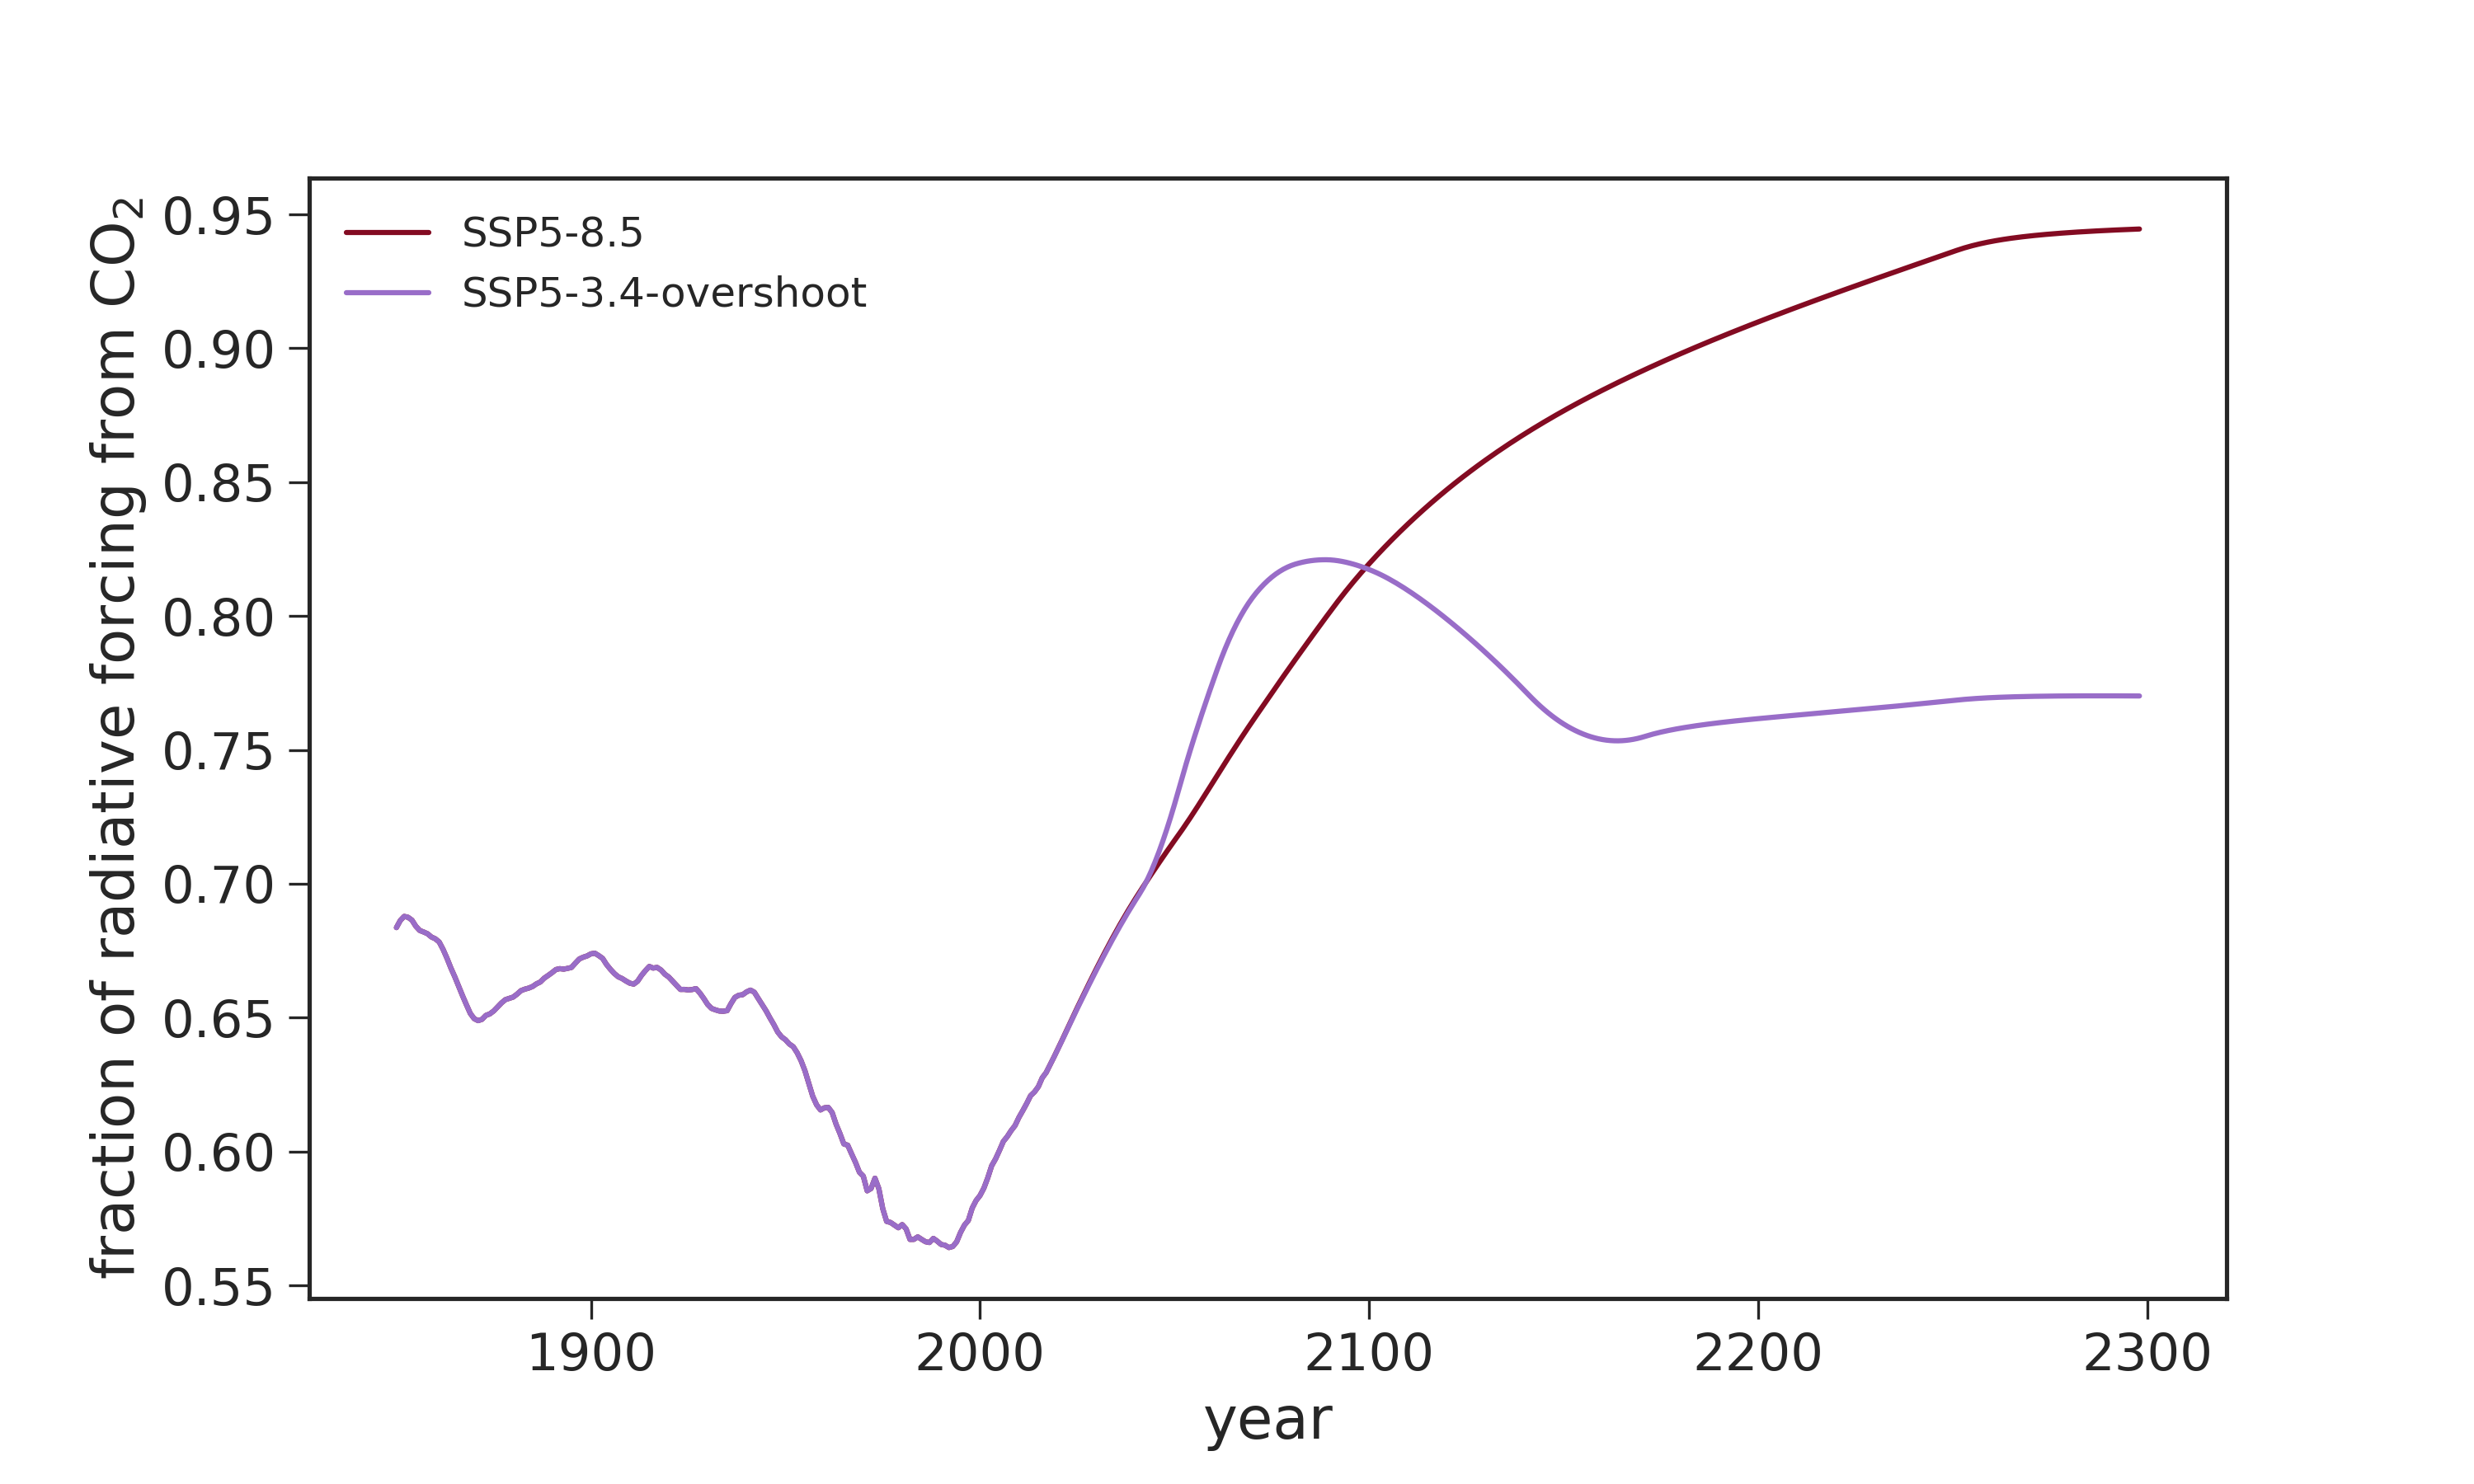 fraction of radiative forcing from CO₂
0.95
0.90
0.85
0.80
0.75
0.70
0.65
0.60
0.55
SSP5-8.5
SSP5-3.4-overshoot
1900 2000 2100 2200 2300
year